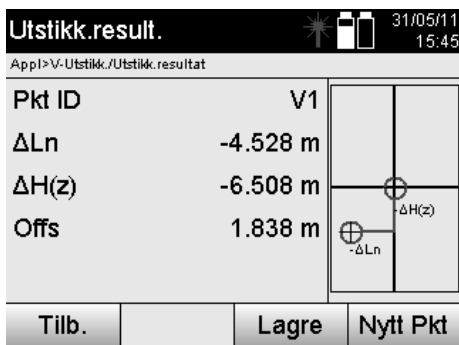 Utstikk.result.
31/05/11
15:45
Appl>V-Utstikk./Utstikk.resultat
Pkt ID V1
ΔLn -4.528 m
ΔH(z) -6.508 m
Offs 1.838 m
-ΔH(z)
-ΔLn
Tilb. Lagre Nytt Pkt